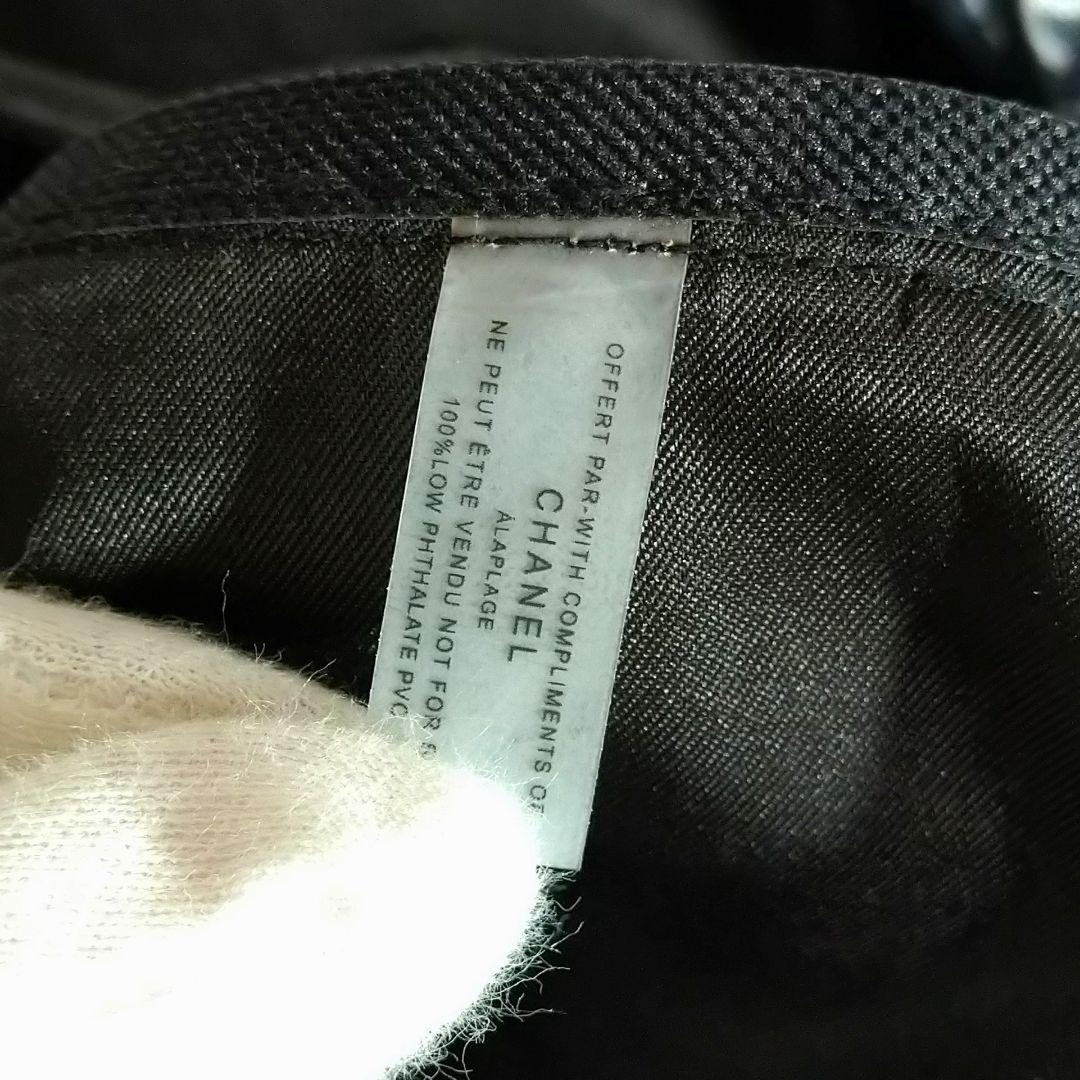 OFFERT PAR-WITH COMPLIMENTS OF
CHANEL
ÀLAPLAGE
NE PEUT ÊTRE VENDU NOT FOR
100%LOW PHTHALATE PVC